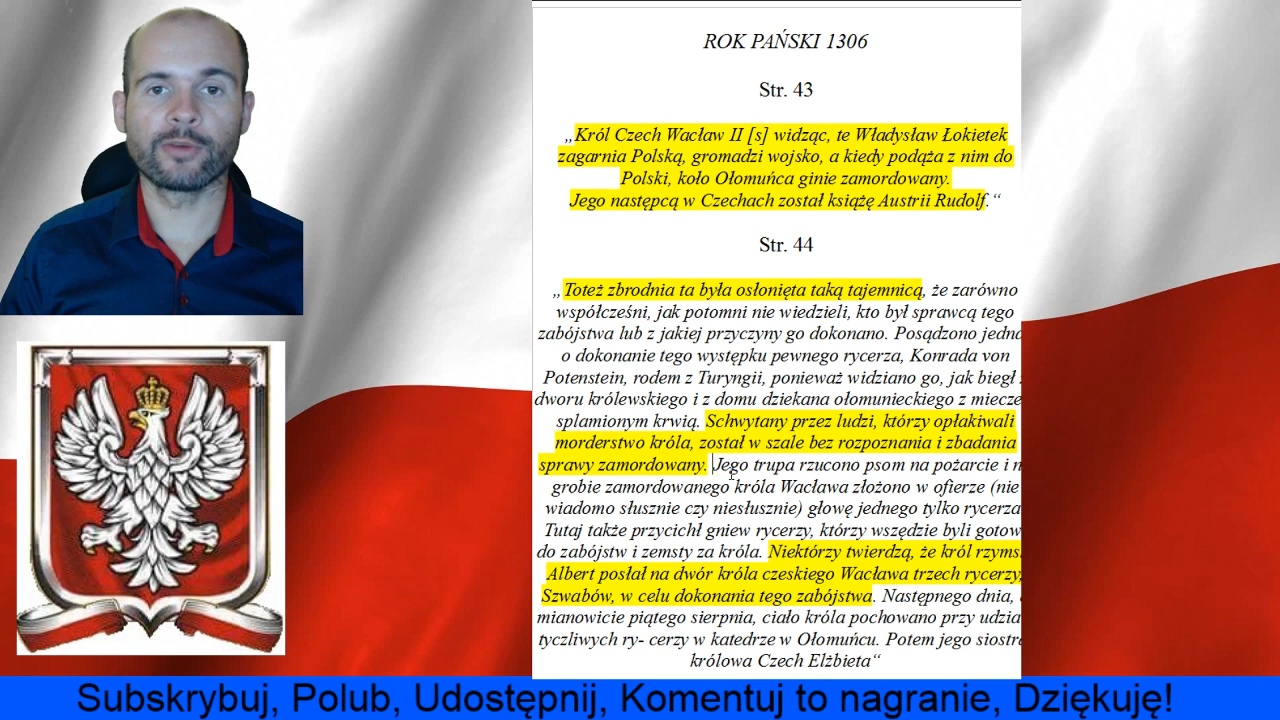 ROK PAŃSKI 1306
Str. 43
„Król Czech Wacław II [s] widząc, te Władysław Łokietek
zagarnia Polską, gromadzi wojsko, a kiedy podąża z nim do
Polski, koło Ołomuńca ginie zamordowany.
Jego następcą w Czechach został książę Austrii Rudolf.“
Str. 44
„Toteż zbrodnia ta była osłonięta taką tajemnicą, że zarówno
współcześni, jak potomni nie wiedzieli, kto był sprawcą tego
zabójstwa lub z jakiej przyczyny go dokonano. Posądzono jedna
o dokonanie tego występku pewnego rycerza, Konrada von
Potenstein, rodem z Turyngii, ponieważ widziano go, jak biegł
dworu królewskiego i z domu dziekana ołomunieckiego z miecze
splamionym krwią. Schwytany przez ludzi, którzy opłakiwali
morderstwo króla, został w szale bez rozpoznania i zbadania
sprawy zamordowany. Jego trupa rzucono psom na pożarcie i n
grobie zamordowanego króla Wacława złożono w ofierze (nie
wiadomo słusznie czy niesłusznie) głowę jednego tylko rycerza
Tutaj także przycichł gniew rycerzy, którzy wszędzie byli gotow
do zabójstw i zemsty za króla. Niektórzy twierdzą, że król rzyms
Albert posłał na dwór króla czeskiego Wacława trzech rycerzy,
Szwabów, w celu dokonania tego zabójstwa. Następnego dnia,
mianowicie piątego sierpnia, ciało króla pochowano przy udzia
tyczliwych ry- cerzy w katedrze w Ołomuńcu. Potem jego siostr
królowa Czech Elżbieta“
Subskrybuj, Polub, Udostępnij, Komentuj to nagranie, Dziękuję!